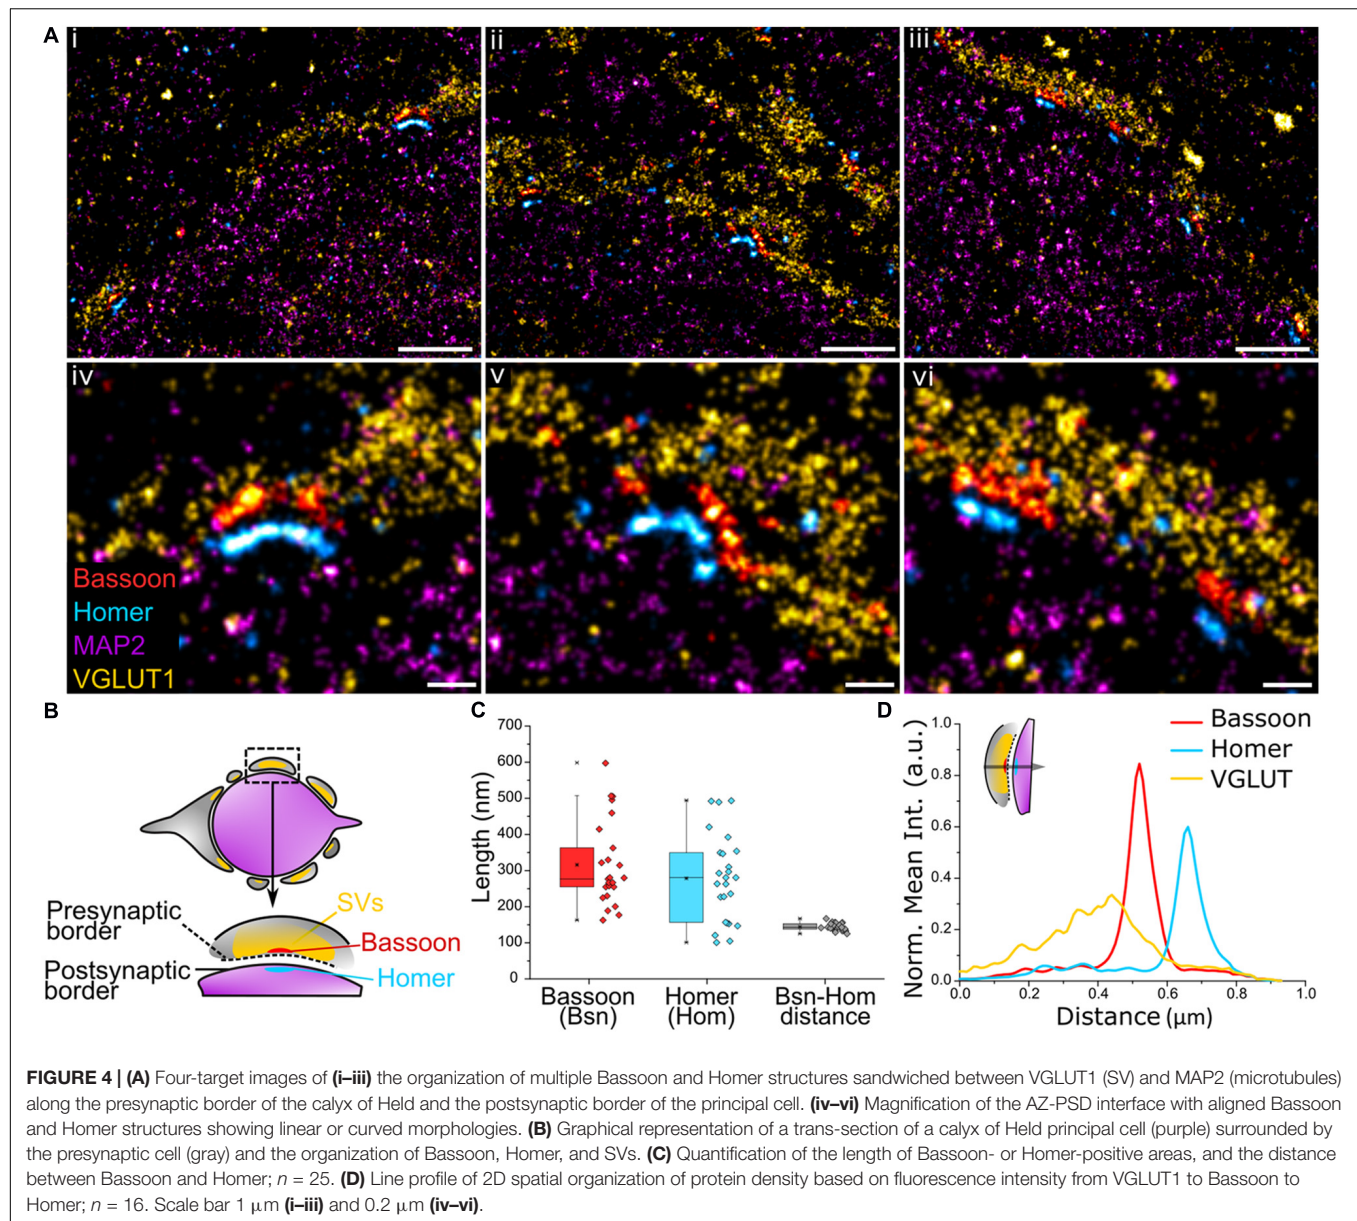 A
i
ii
iii
iv
v
vi
Bassoon
Homer
MAP2
VGLUT1
B
SVs
Presynaptic
border
Bassoon
Postsynaptic
border
Homer
C
Length (nm)
700
600
500
400
300
200
100
0
Bassoon
(Bsn)
Homer
(Hom)
Bsn-Hom
distance
D
Norm. Mean Int. (a.u.)
1.0
0.8
0.6
0.4
0.2
0.0
0.0
0.2
0.4
0.6
0.8
1.0
Distance (μm)
Bassoon
Homer
VGLUT
FIGURE 4 | (A) Four-target images of (i–iii) the organization of multiple Bassoon and Homer structures sandwiched between VGLUT1 (SV) and MAP2 (microtubules)
along the presynaptic border of the calyx of Held and the postsynaptic border of the principal cell. (iv–vi) Magnification of the AZ-PSD interface with aligned Bassoon
and Homer structures showing linear or curved morphologies. (B) Graphical representation of a trans-section of a calyx of Held principal cell (purple) surrounded by
the presynaptic cell (gray) and the organization of Bassoon, Homer, and SVs. (C) Quantification of the length of Bassoon- or Homer-positive areas, and the distance
between Bassoon and Homer; n = 25. (D) Line profile of 2D spatial organization of protein density based on fluorescence intensity from VGLUT1 to Bassoon to
Homer; n = 16. Scale bar 1 μm (i–iii) and 0.2 μm (iv–vi).